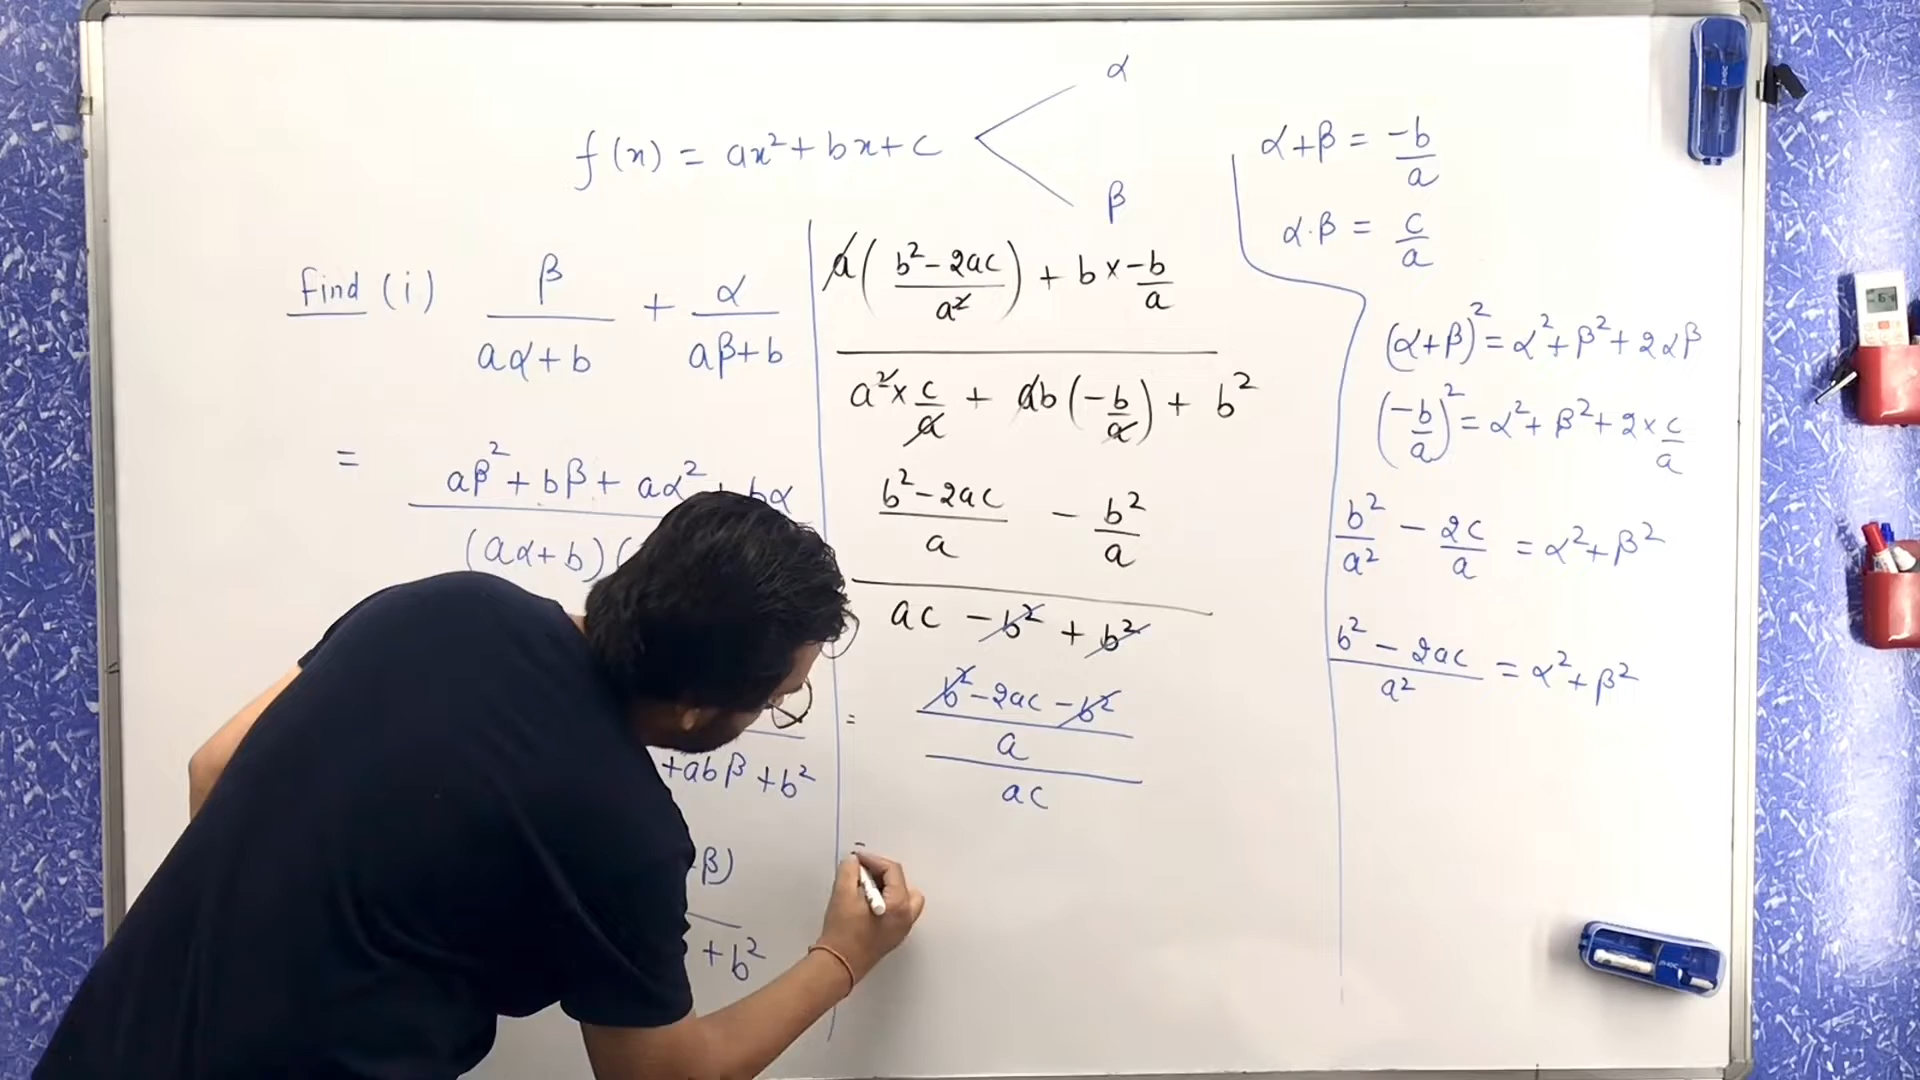 f(x) = ax² + bx + c
α
β
find (i) β/(aα+b) + α/(aβ+b)
= (aβ² + bβ + aα² + bα)/((aα+b)(
+abβ + b²
β)
+ b²
(a((b²-2ac)/a²) + b × -b/a)/(a² × c/a + ab(-b/a) + b²)
((b²-2ac)/a - b²/a)/(ac - b² + b²)
= ((b²-2ac-b²)/a)/(ac)
=
α+β = -b/a
α·β = c/a
(α+β)² = α²+β²+2αβ
(-b/a)² = α²+β²+2×c/a
b²/a² - 2c/a = α²+β²
(b²-2ac)/a² = α²+β²